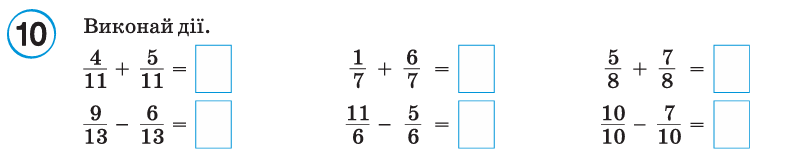 10
Виконай дії.
4/11 + 5/11 = 1/7 + 6/7 = 5/8 + 7/8 =
9/13 − 6/13 = 11/6 − 5/6 = 10/10 − 7/10 =